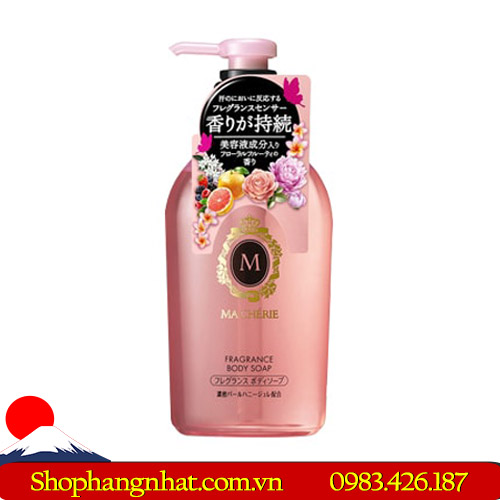 汗のにおいに反応する
フレグランスセンサー
香りが持続
美容液成分入り
フローラルフルーティの
香り
M
MA CHÉRIE
FRAGRANCE
BODY SOAP
フレグランス ボディソープ
濃密パールハニージュレ配合
Shophangnhat.com.vn 0983.426.187